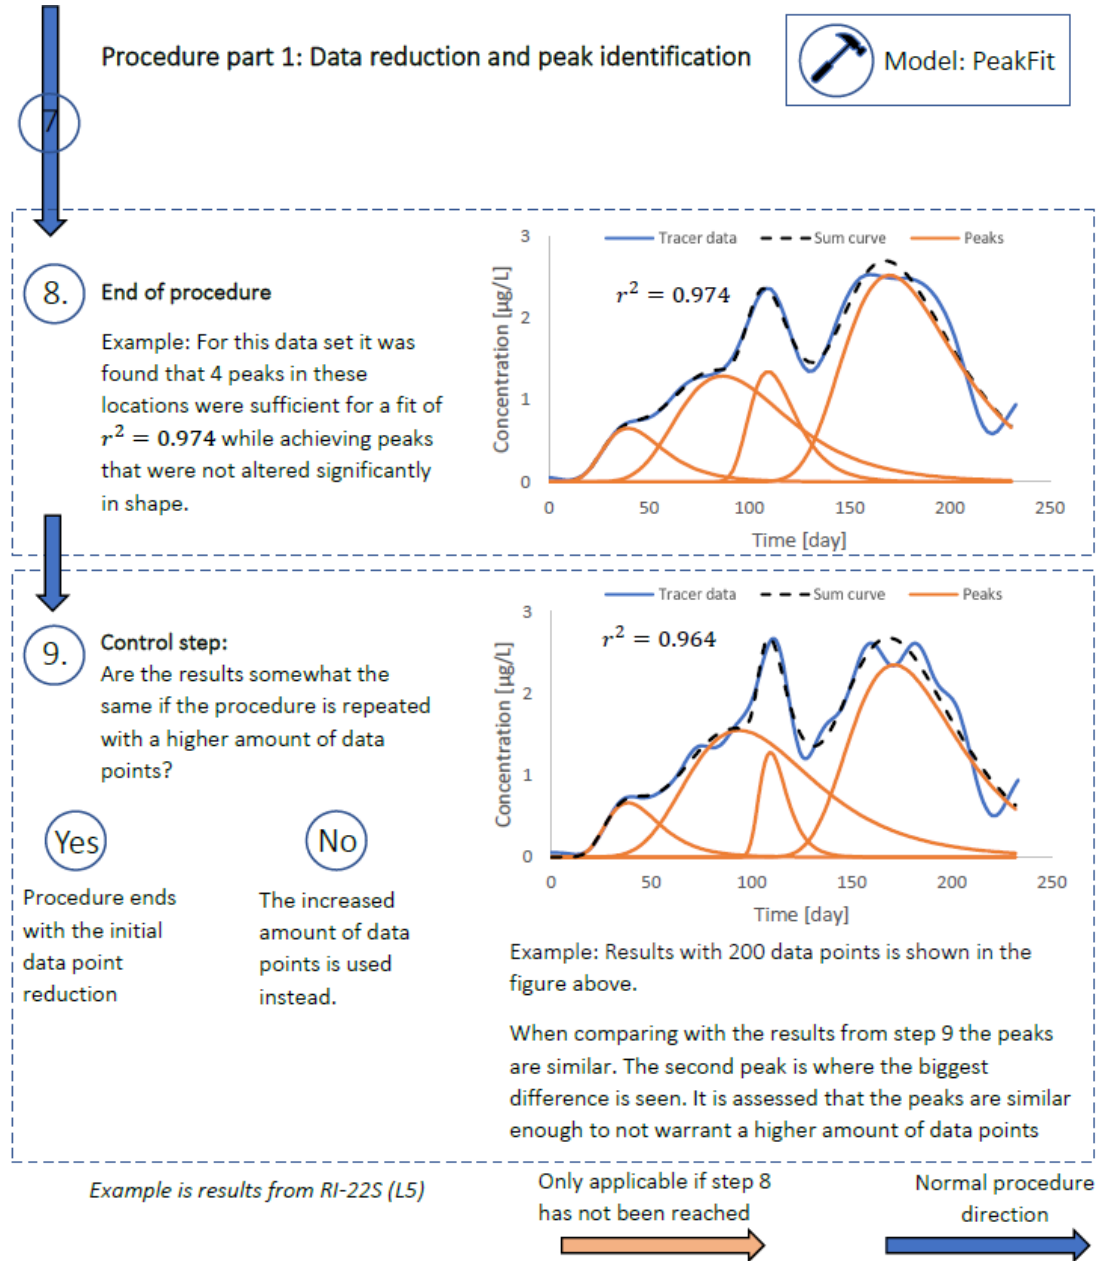 Procedure part 1: Data reduction and peak identification
Model: PeakFit
7
8.
End of procedure
Example: For this data set it was
found that 4 peaks in these
locations were sufficient for a fit of
r² = 0.974 while achieving peaks
that were not altered significantly
in shape.
Tracer data
Sum curve
Peaks
r² = 0.974
Concentration [µg/L]
3
2
1
0
0
50
100
150
200
250
Time [day]
9.
Control step:
Are the results somewhat the
same if the procedure is repeated
with a higher amount of data
points?
Yes
No
Procedure ends
with the initial
data point
reduction
The increased
amount of data
points is used
instead.
Tracer data
Sum curve
Peaks
r² = 0.964
Concentration [µg/L]
3
2
1
0
0
50
100
150
200
250
Time [day]
Example: Results with 200 data points is shown in the
figure above.
When comparing with the results from step 9 the peaks
are similar. The second peak is where the biggest
difference is seen. It is assessed that the peaks are similar
enough to not warrant a higher amount of data points
Example is results from RI-22S (L5)
Only applicable if step 8
has not been reached
Normal procedure
direction